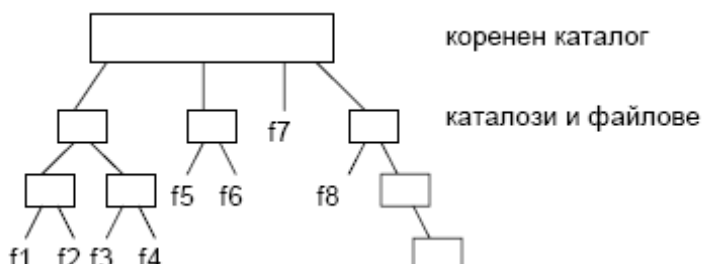 коренен каталог
каталози и файлове
f7
f5 f6 f8
f1 f2 f3 f4